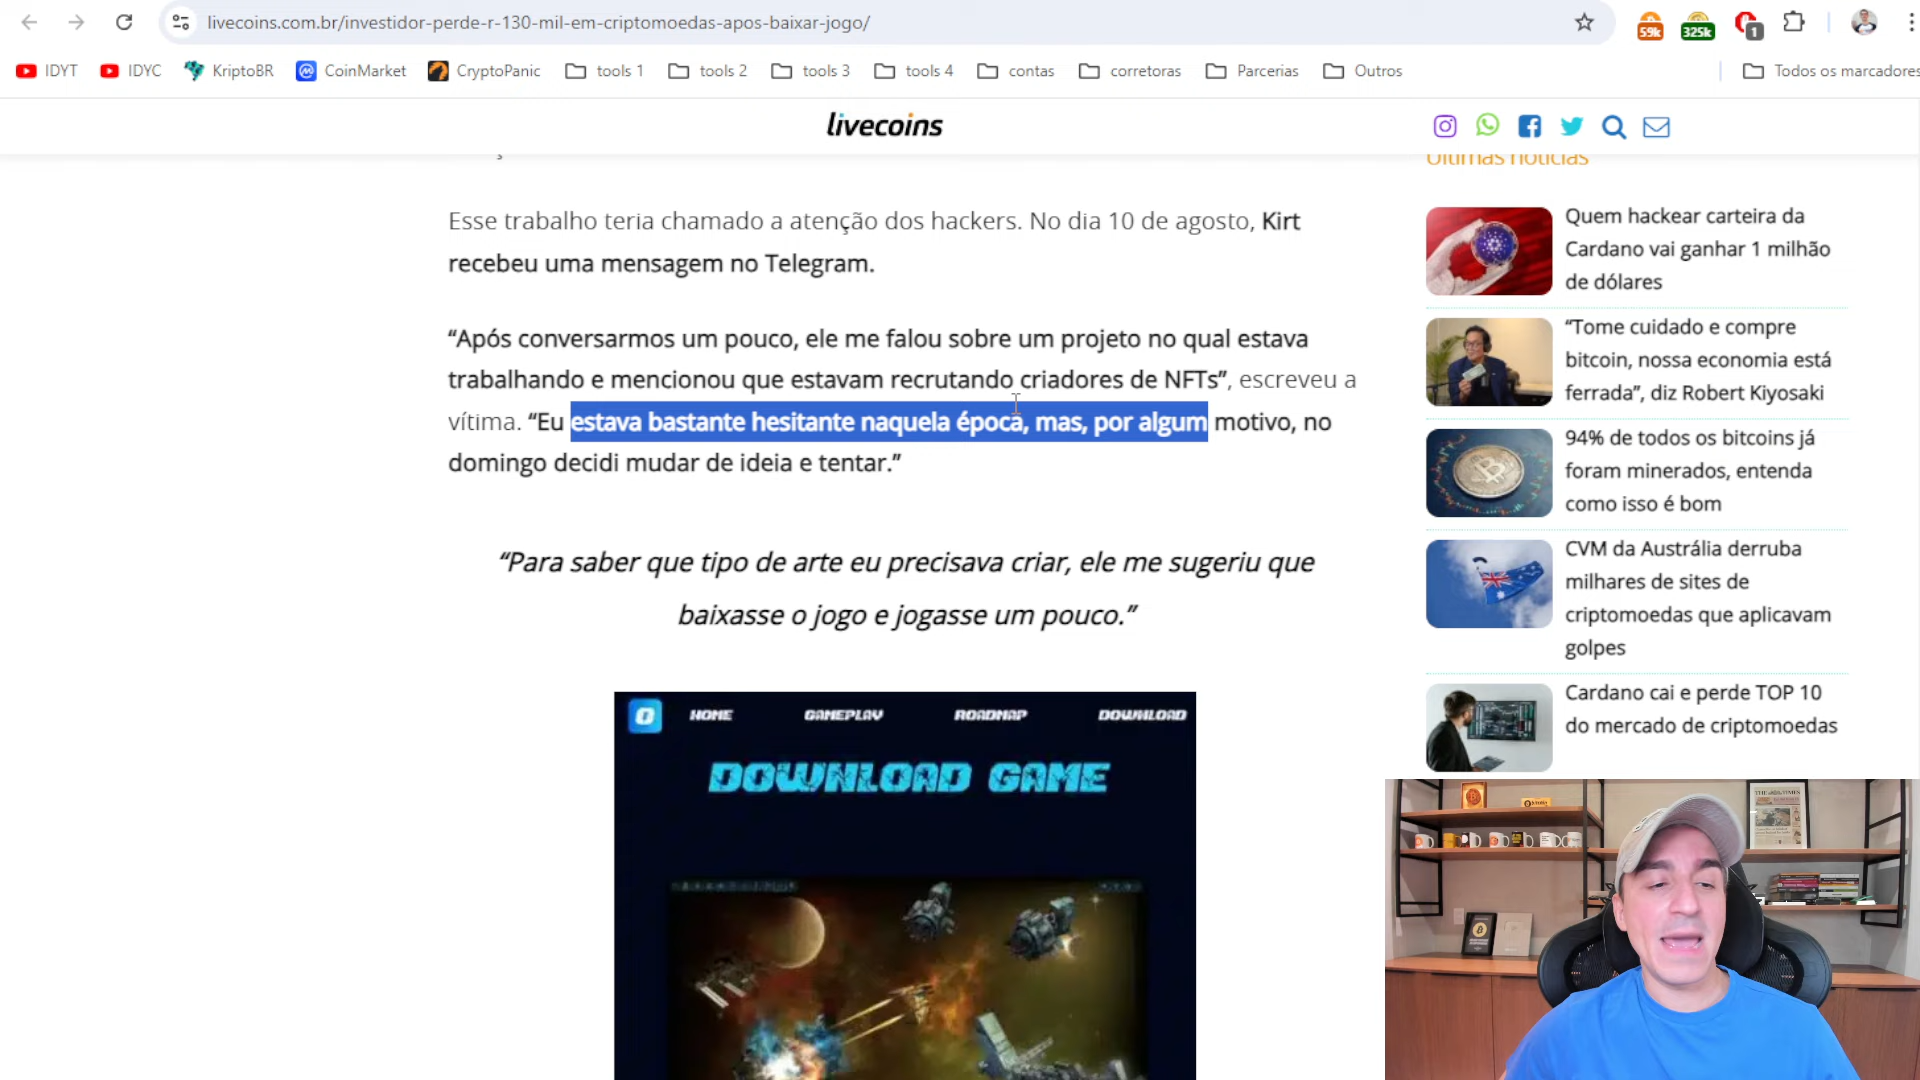 livecoins.com.br/investidor-perde-r-130-mil-em-criptomoedas-apos-baixar-jogo/
59k
325k
1
IDYT
IDYC
KriptoBR
CoinMarket
CryptoPanic
tools 1
tools 2
tools 3
tools 4
contas
corretoras
Parcerias
Outros
Todos os marcadores
livecoins
Esse trabalho teria chamado a atenção dos hackers. No dia 10 de agosto, Kirt
recebeu uma mensagem no Telegram.
“Após conversarmos um pouco, ele me falou sobre um projeto no qual estava
trabalhando e mencionou que estavam recrutando criadores de NFTs”, escreveu a
vítima. “Eu estava bastante hesitante naquela época, mas, por algum motivo, no
domingo decidi mudar de ideia e tentar.”
“Para saber que tipo de arte eu precisava criar, ele me sugeriu que
baixasse o jogo e jogasse um pouco.”
HOME
GAMEPLAY
ROADMAP
DOWNLOAD
DOWNLOAD GAME
Últimas notícias
Quem hackear carteira da
Cardano vai ganhar 1 milhão
de dólares
“Tome cuidado e compre
bitcoin, nossa economia está
ferrada”, diz Robert Kiyosaki
94% de todos os bitcoins já
foram minerados, entenda
como isso é bom
CVM da Austrália derruba
milhares de sites de
criptomoedas que aplicavam
golpes
Cardano cai e perde TOP 10
do mercado de criptomoedas
THE TIMES